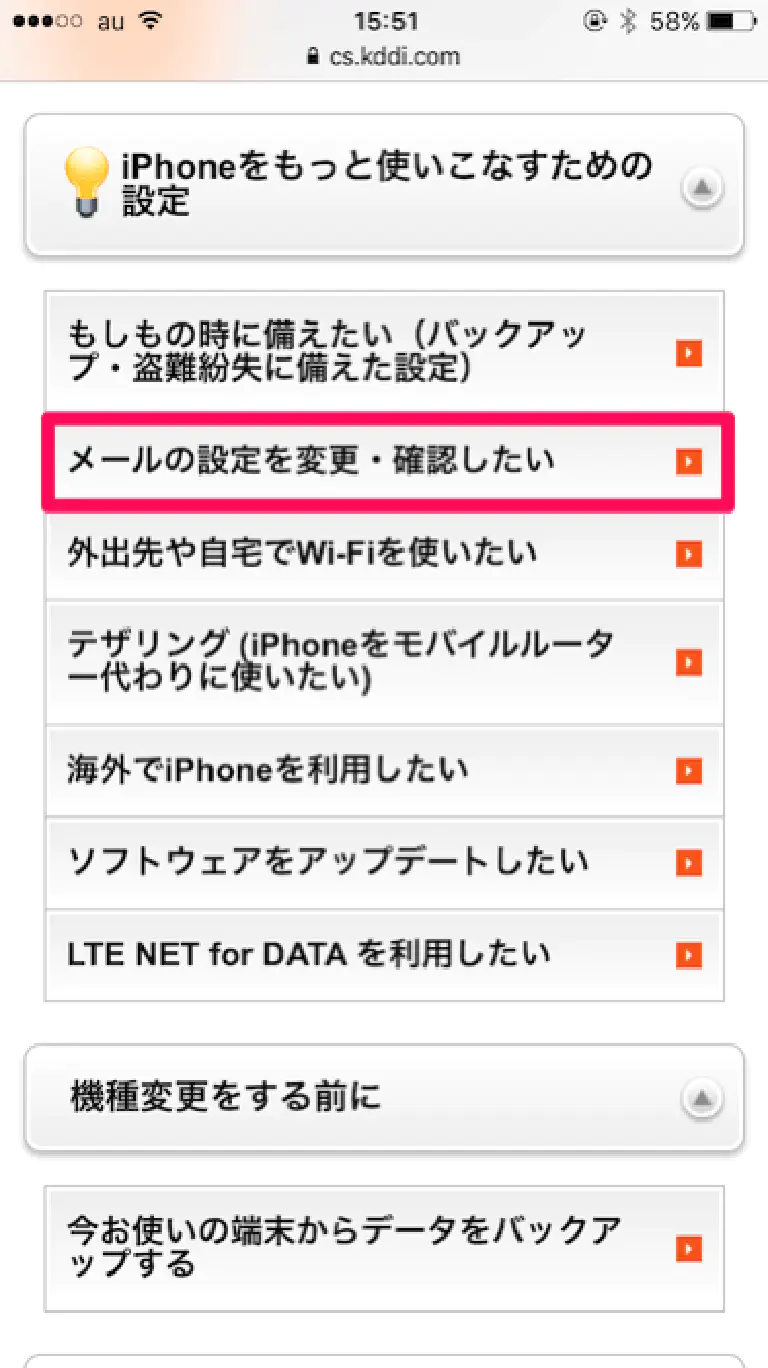 au 15:51 58%
cs.kddi.com
iPhoneをもっと使いこなすための
設定
もしもの時に備えたい（バックアッ
プ・盗難紛失に備えた設定）
メールの設定を変更・確認したい
外出先や自宅でWi-Fiを使いたい
テザリング (iPhoneをモバイルルータ
ー代わりに使いたい)
海外でiPhoneを利用したい
ソフトウェアをアップデートしたい
LTE NET for DATA を利用したい
機種変更をする前に
今お使いの端末からデータをバックア
ップする